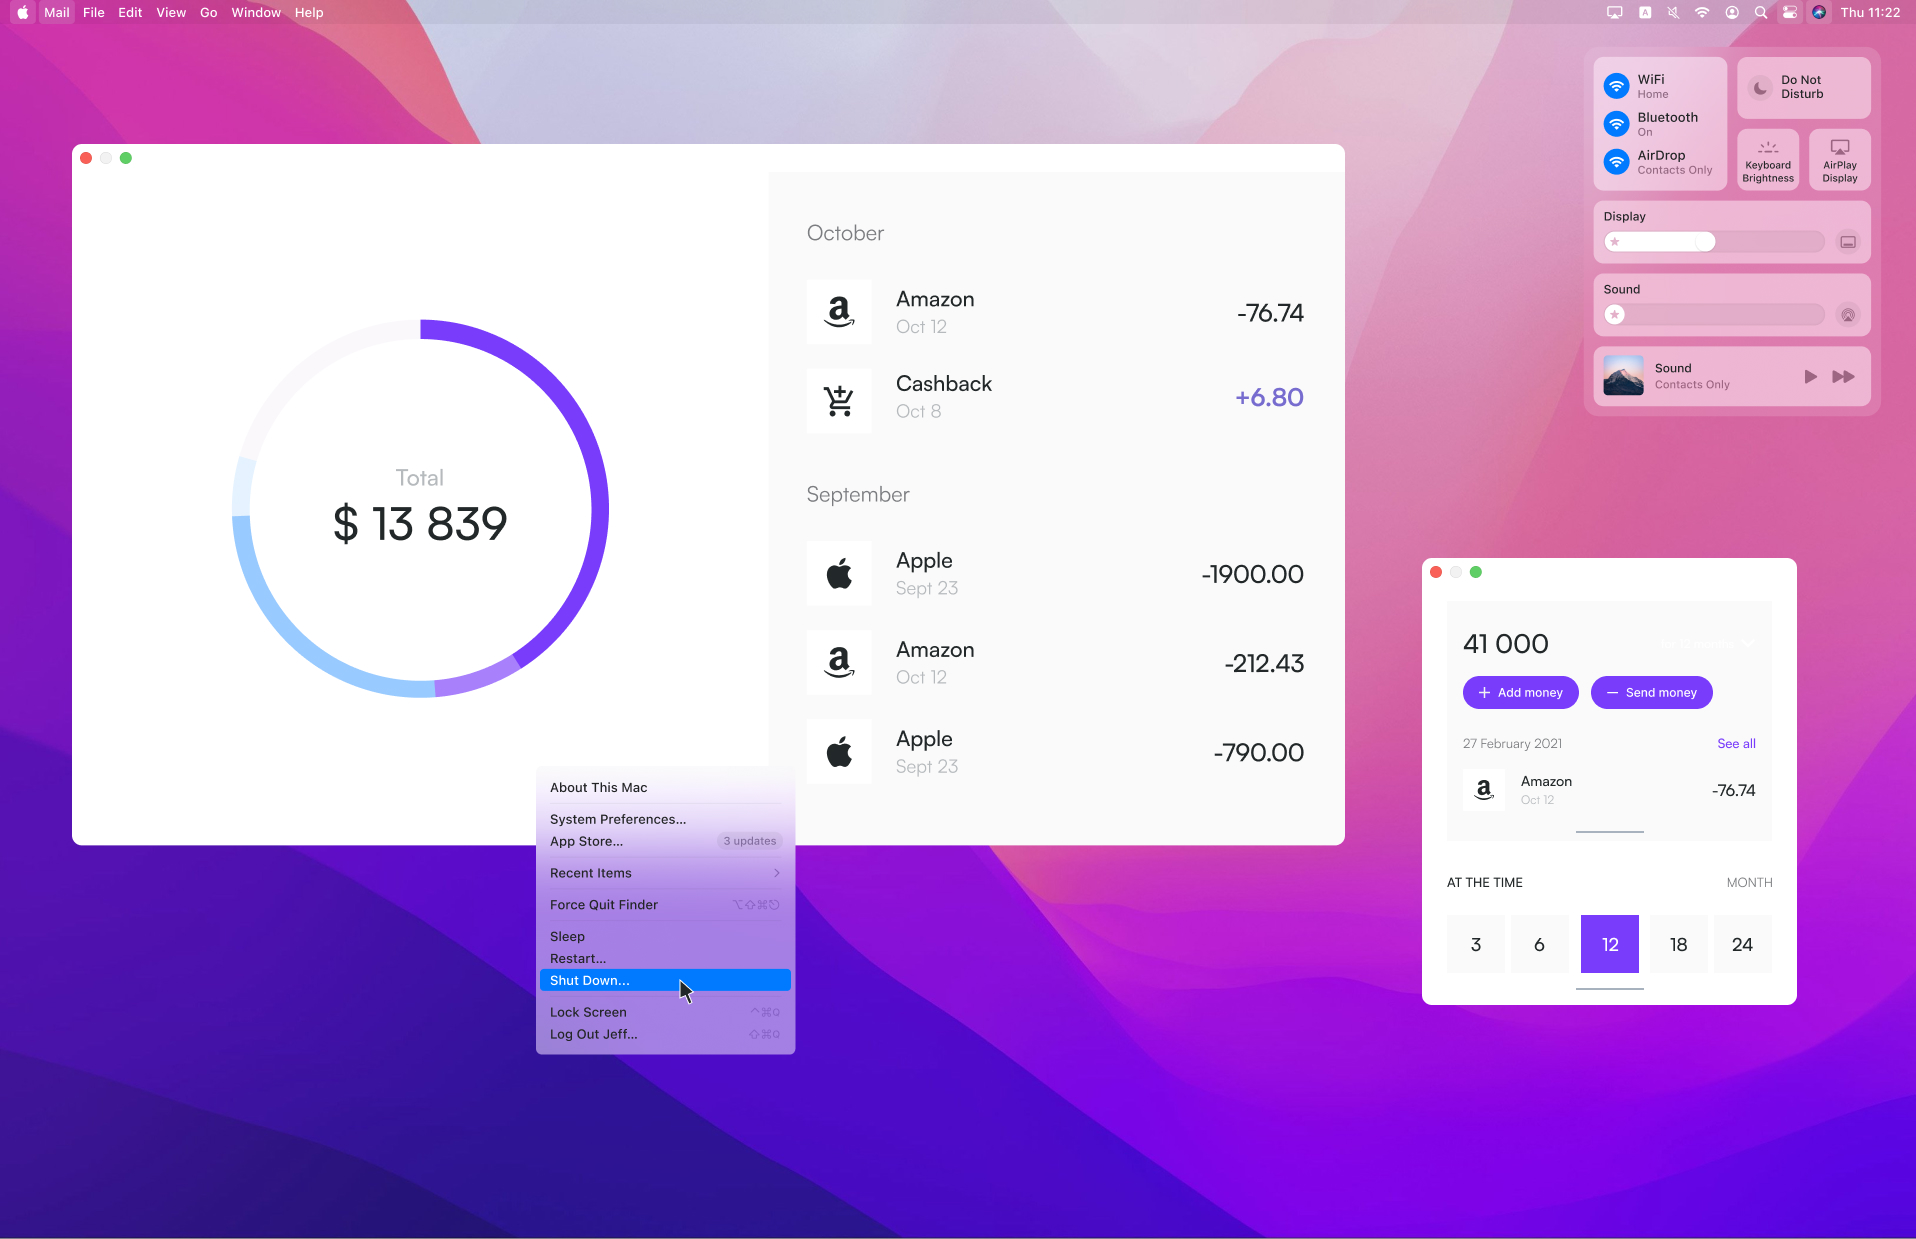 Mail File Edit View Go Window Help
A
Thu 11:22
WiFi
Home
Bluetooth
On
AirDrop
Contacts Only
Do Not
Disturb
Keyboard
Brightness
AirPlay
Display
Display
Sound
Sound
Contacts Only
Total
$ 13 839
October
Amazon
Oct 12
-76.74
Cashback
Oct 8
+6.80
September
Apple
Sept 23
-1900.00
Amazon
Oct 12
-212.43
Apple
Sept 23
-790.00
About This Mac
System Preferences...
App Store... 3 updates
Recent Items
Force Quit Finder ⌥⇧⌘⎋
Sleep
Restart...
Shut Down...
Lock Screen ^⌘Q
Log Out Jeff... ⇧⌘Q
41 000
for 12 months
Add money
Send money
27 February 2021 See all
Amazon
Oct 12
-76.74
AT THE TIME MONTH
3 6 12 18 24